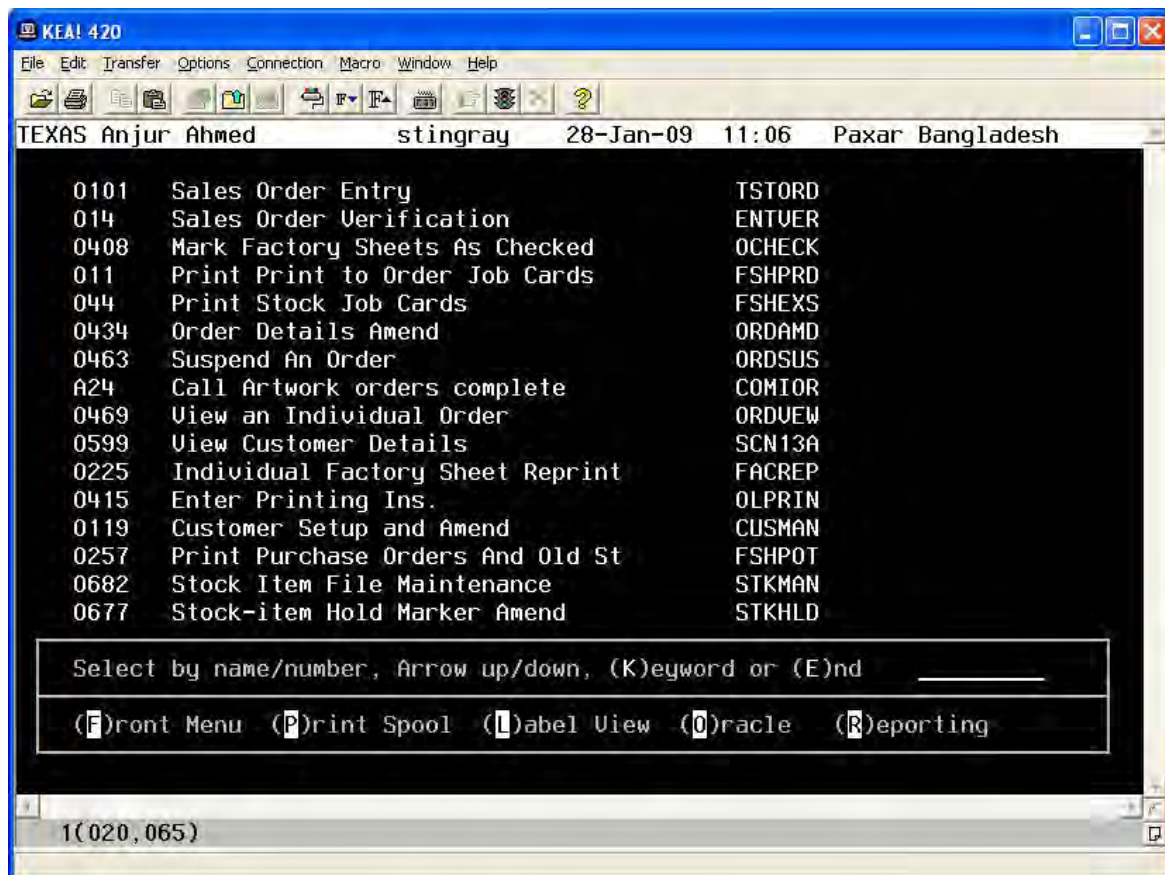 KEA! 420
File Edit Transfer Options Connection Macro Window Help
TEXAS Anjur Ahmed stingray 28-Jan-09 11:06 Paxar Bangladesh
0101 Sales Order Entry TSTORD
014 Sales Order Verification ENTVER
0408 Mark Factory Sheets As Checked OCHECK
011 Print Print to Order Job Cards FSHPRD
044 Print Stock Job Cards FSHEXS
0434 Order Details Amend ORDAMD
0463 Suspend An Order ORDSUS
A24 Call Artwork orders complete COMIOR
0469 View an Individual Order ORDVEW
0599 View Customer Details SCN13A
0225 Individual Factory Sheet Reprint FACREP
0415 Enter Printing Ins. OLPRIN
0119 Customer Setup and Amend CUSMAN
0257 Print Purchase Orders And Old St FSHPOT
0682 Stock Item File Maintenance STKMAN
0677 Stock-item Hold Marker Amend STKHLD
Select by name/number, Arrow up/down, (K)eyword or (E)nd
(F)ront Menu (P)rint Spool (L)abel View (O)racle (R)eporting
1(020,065)